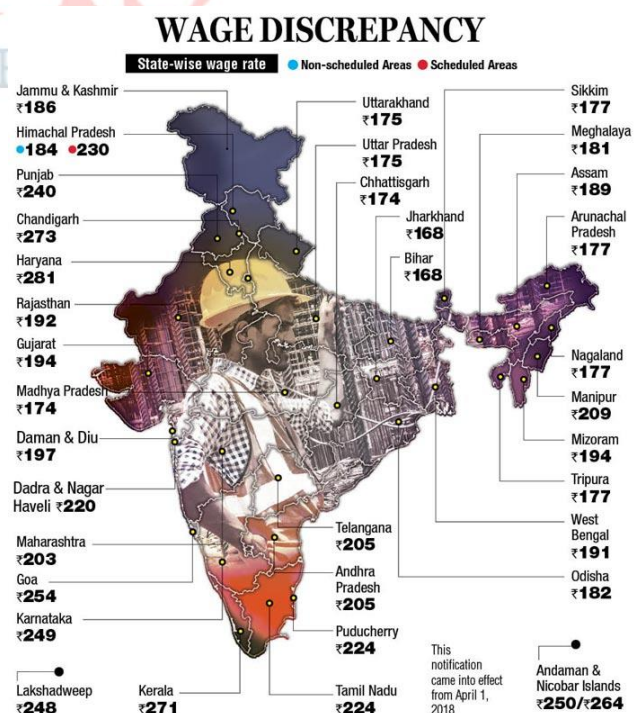 WAGE DISCREPANCY
State-wise wage rate
Non-scheduled Areas
Scheduled Areas
Jammu & Kashmir
₹186
Himachal Pradesh
184 230
Punjab
₹240
Chandigarh
₹273
Haryana
₹281
Rajasthan
₹192
Gujarat
₹194
Madhya Pradesh
₹174
Daman & Diu
₹197
Dadra & Nagar
Haveli ₹220
Maharashtra
₹203
Goa
₹254
Karnataka
₹249
Lakshadweep
₹248
Kerala
₹271
Uttarakhand
₹175
Uttar Pradesh
₹175
Chhattisgarh
₹174
Jharkhand
₹168
Bihar
₹168
Telangana
₹205
Andhra
Pradesh
₹205
Puducherry
₹224
Tamil Nadu
₹224
Sikkim
₹177
Meghalaya
₹181
Assam
₹189
Arunachal
Pradesh
₹177
Nagaland
₹177
Manipur
₹209
Mizoram
₹194
Tripura
₹177
West
Bengal
₹191
Odisha
₹182
This
notification
came into effect
from April 1,
2018
Andaman &
Nicobar Islands
₹250/₹264